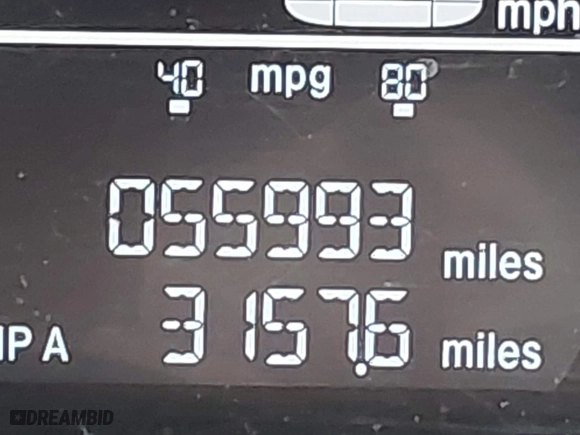 mph
40 mpg 80
055993 miles
IP A 3157.6 miles
DREAMBID